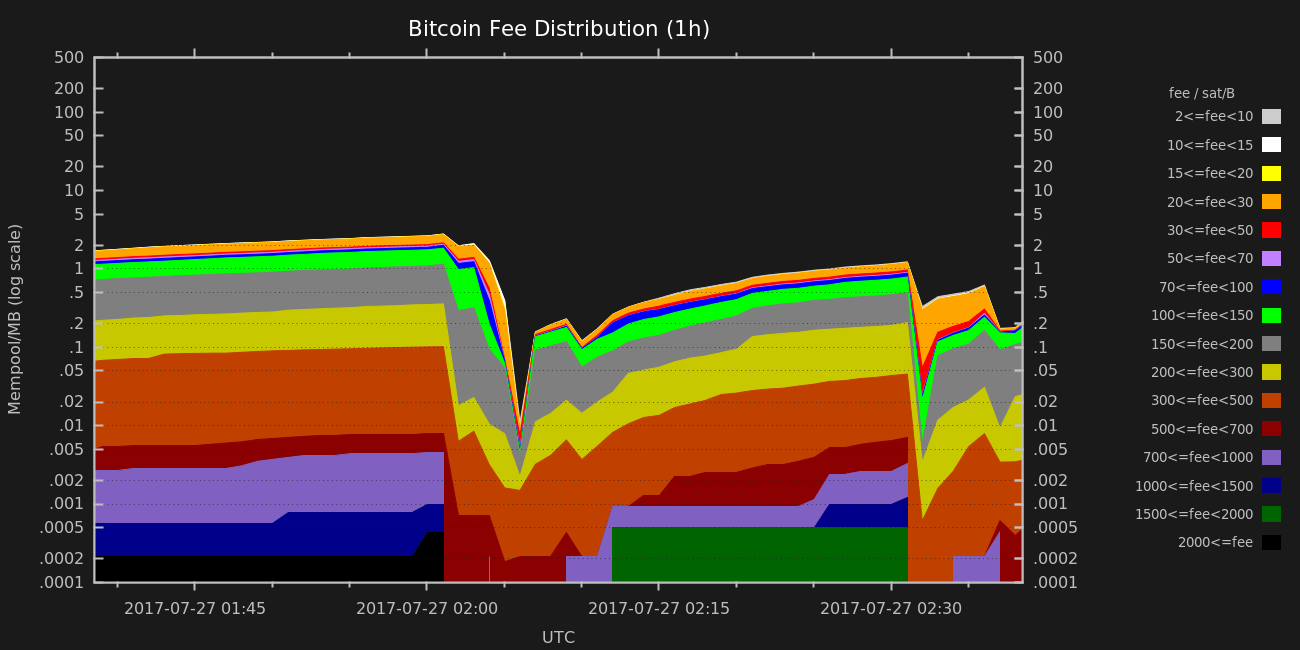 Bitcoin Fee Distribution (1h)
Mempool/MB (log scale)
500
200
100
50
20
10
5
2
1
.5
.2
.1
.05
.02
.01
.005
.002
.001
.0005
.0002
.0001
500
200
100
50
20
10
5
2
1
.5
.2
.1
.05
.02
.01
.005
.002
.001
.0005
.0002
.0001
2017-07-27 01:45
2017-07-27 02:00
2017-07-27 02:15
2017-07-27 02:30
UTC
fee / sat/B
2<=fee<10
10<=fee<15
15<=fee<20
20<=fee<30
30<=fee<50
50<=fee<70
70<=fee<100
100<=fee<150
150<=fee<200
200<=fee<300
300<=fee<500
500<=fee<700
700<=fee<1000
1000<=fee<1500
1500<=fee<2000
2000<=fee